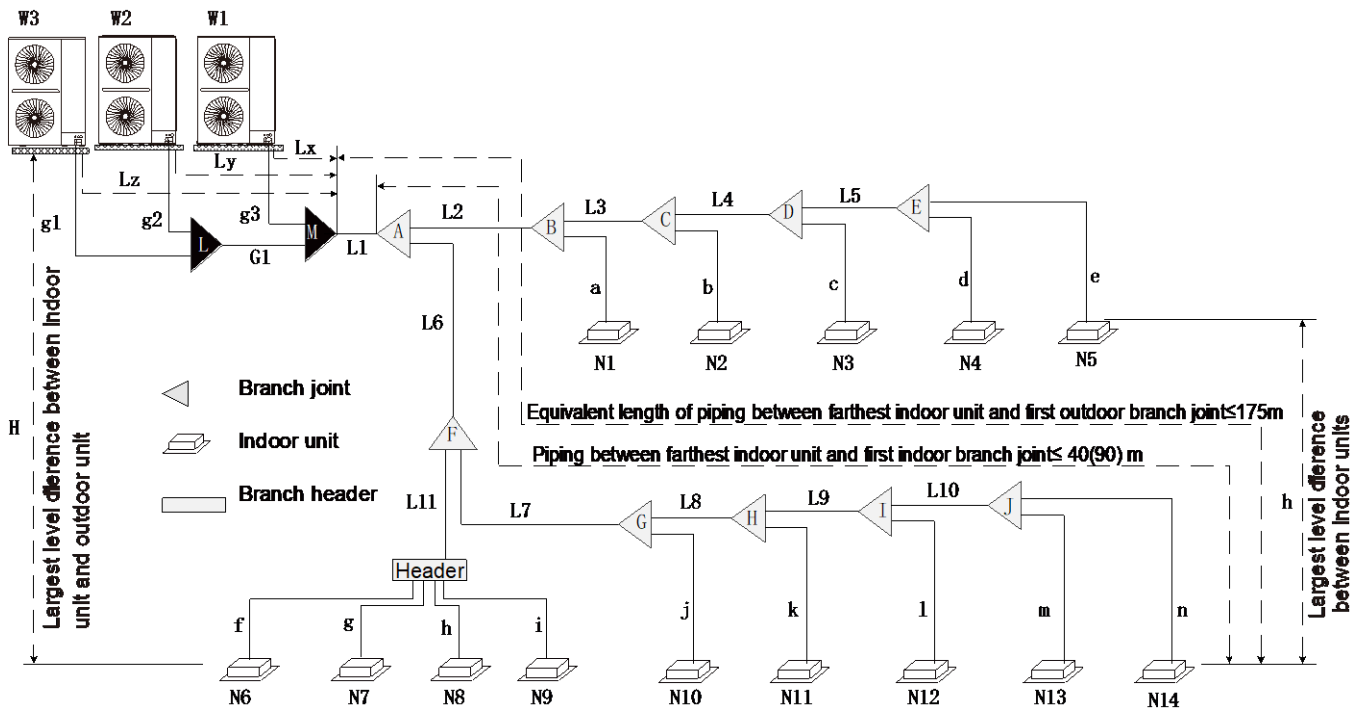 W3 W2 W1
Lx
Ly
Lz
g1 g2 g3
L G1 M L1 A L2 B L3 C L4 D L5 E
a b c d e
N1 N2 N3 N4 N5
L6
Branch joint
Indoor unit
Branch header
H
Largest level dierence between Indoor
unit and outdoor unit
Equivalent length of piping between farthest indoor unit and first outdoor branch joint≤175m
Piping between farthest indoor unit and first indoor branch joint≤ 40(90) m
h
Largest level dierence
between Indoor units
F
L11 L7 G L8 H L9 I L10 J
Header
f g h i j k l m n
N6 N7 N8 N9 N10 N11 N12 N13 N14